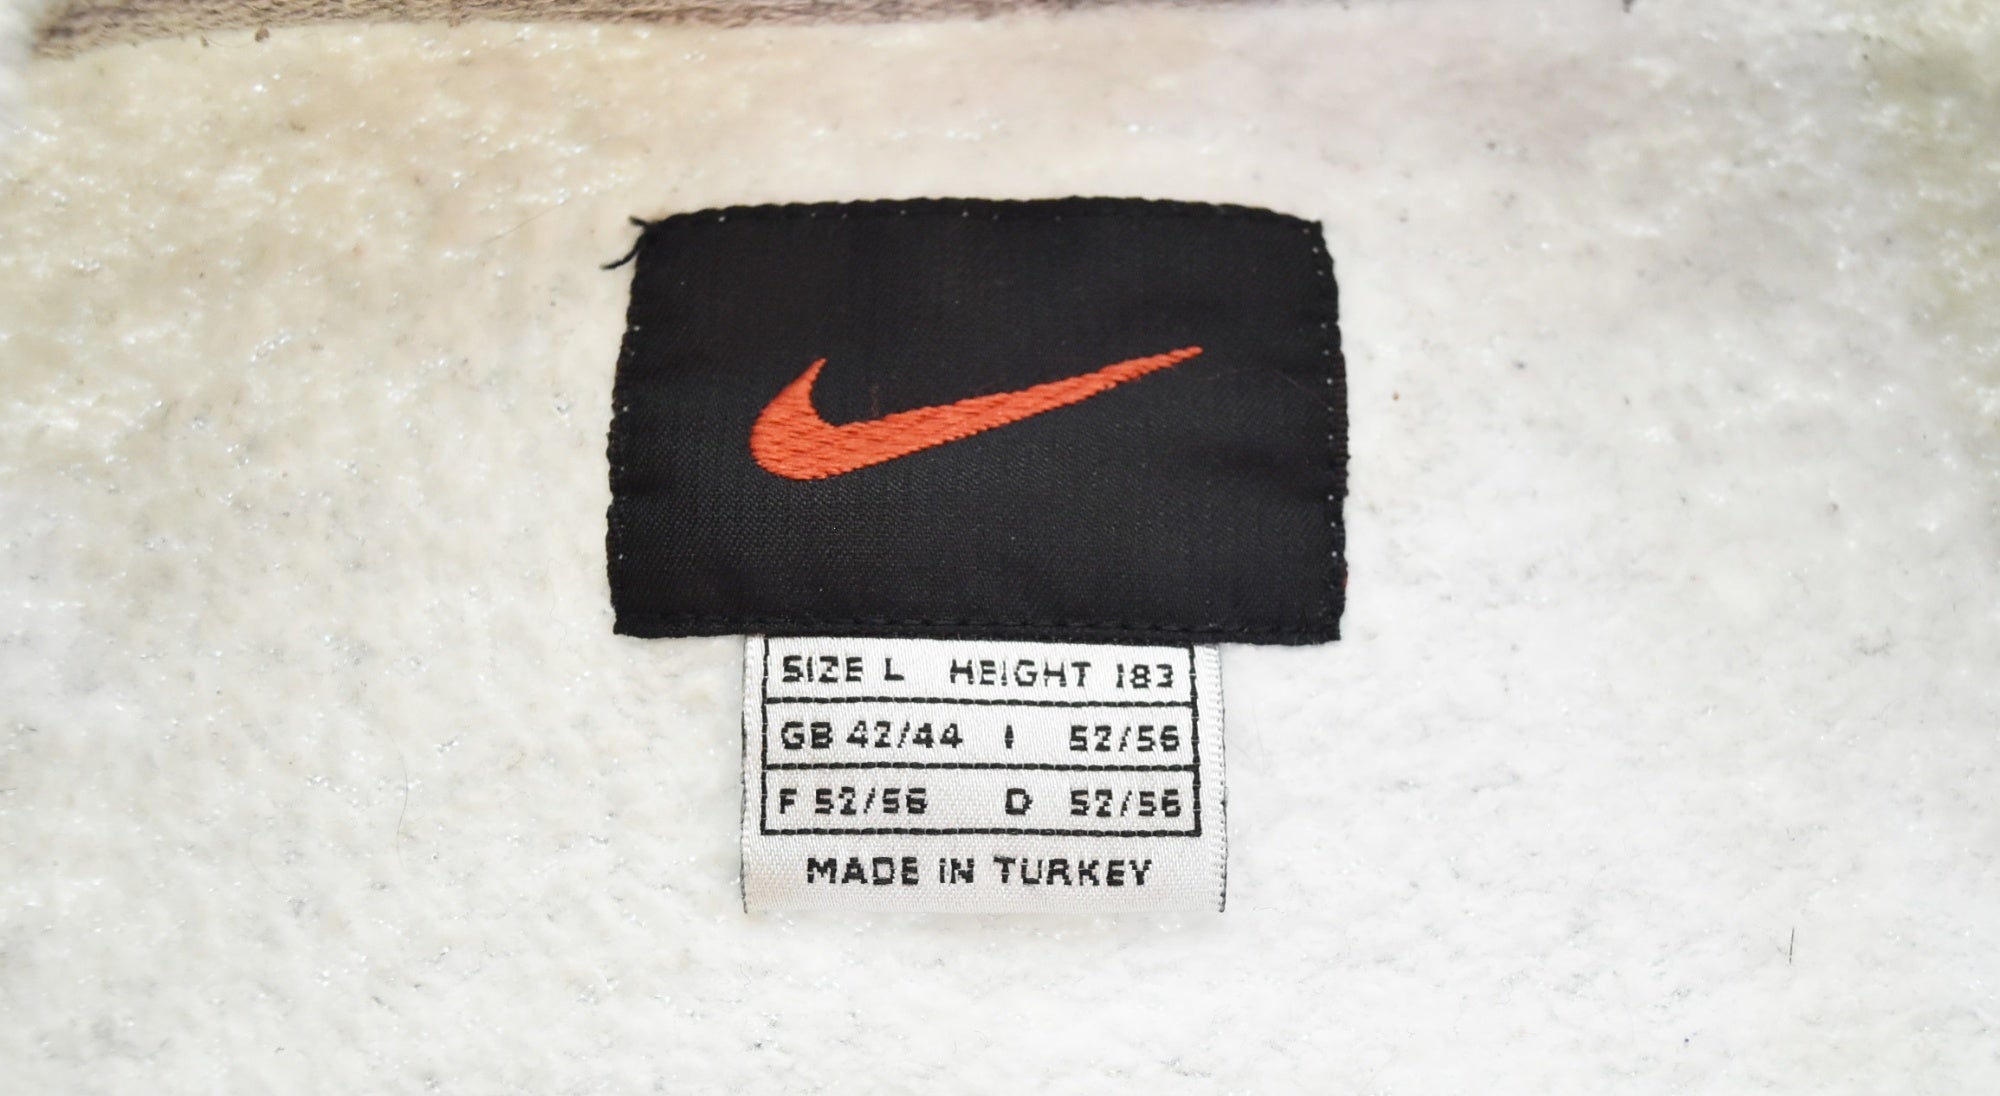 SIZE L HEIGHT 183
GB 42/44 I 52/56
F 52/56 D 52/56
MADE IN TURKEY